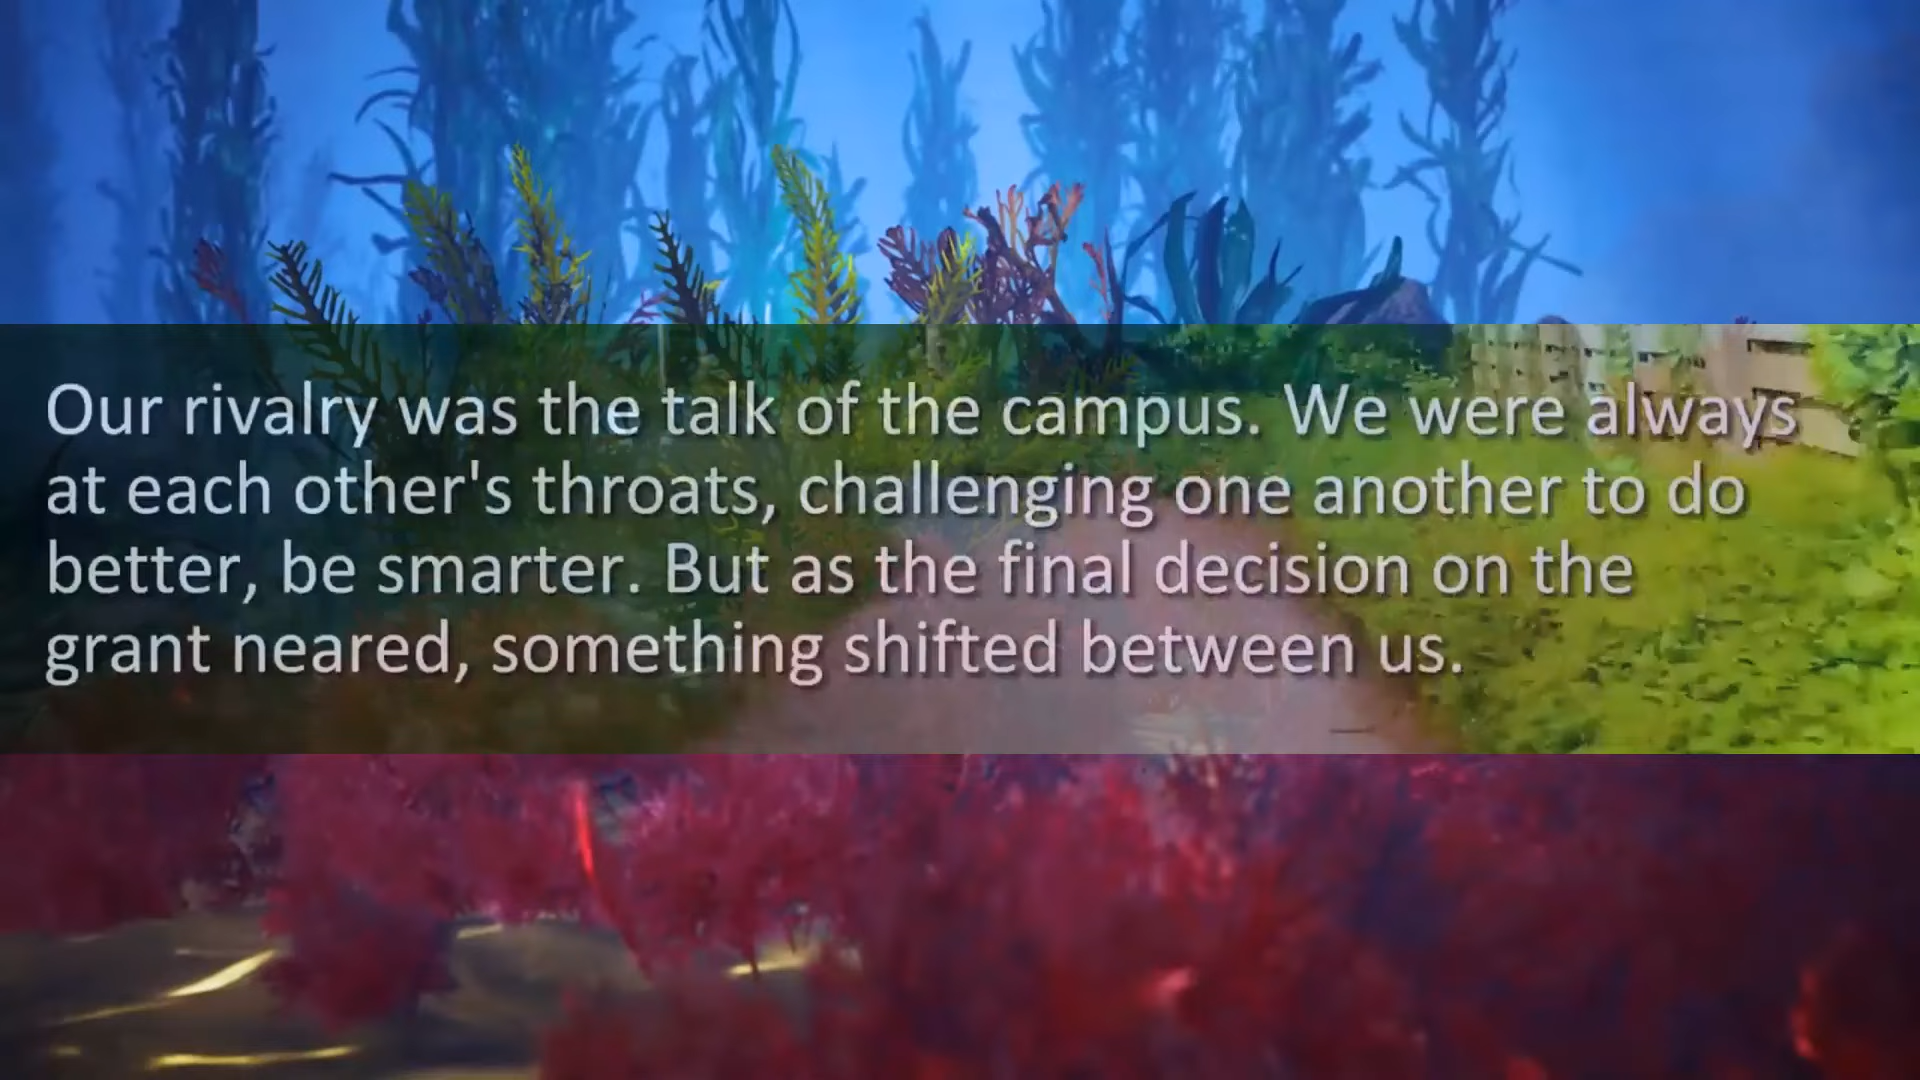 Our rivalry was the talk of the campus. We were always
at each other's throats, challenging one another to do
better, be smarter. But as the final decision on the
grant neared, something shifted between us.